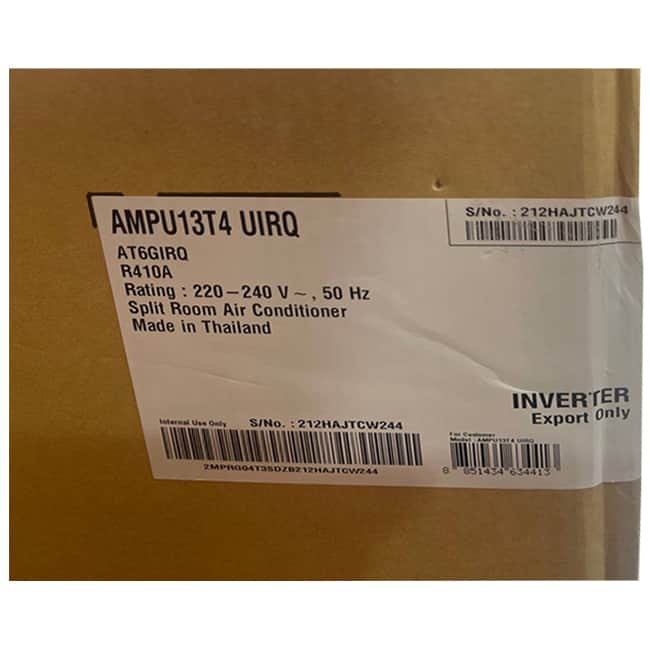 AMPU13T4 UIRQ
S/No. : 212HAJTCW244
AT6GIRQ
R410A
Rating : 220－240 V ~ , 50 Hz
Split Room Air Conditioner
Made in Thailand
INVERTER
Export Only
Internal Use Only S/No. : 212HAJTCW244
2MPRG04T3SDZB212HAJTCW244
For Customer
Model : AMPU13T4 UIRQ
8 851434 634413